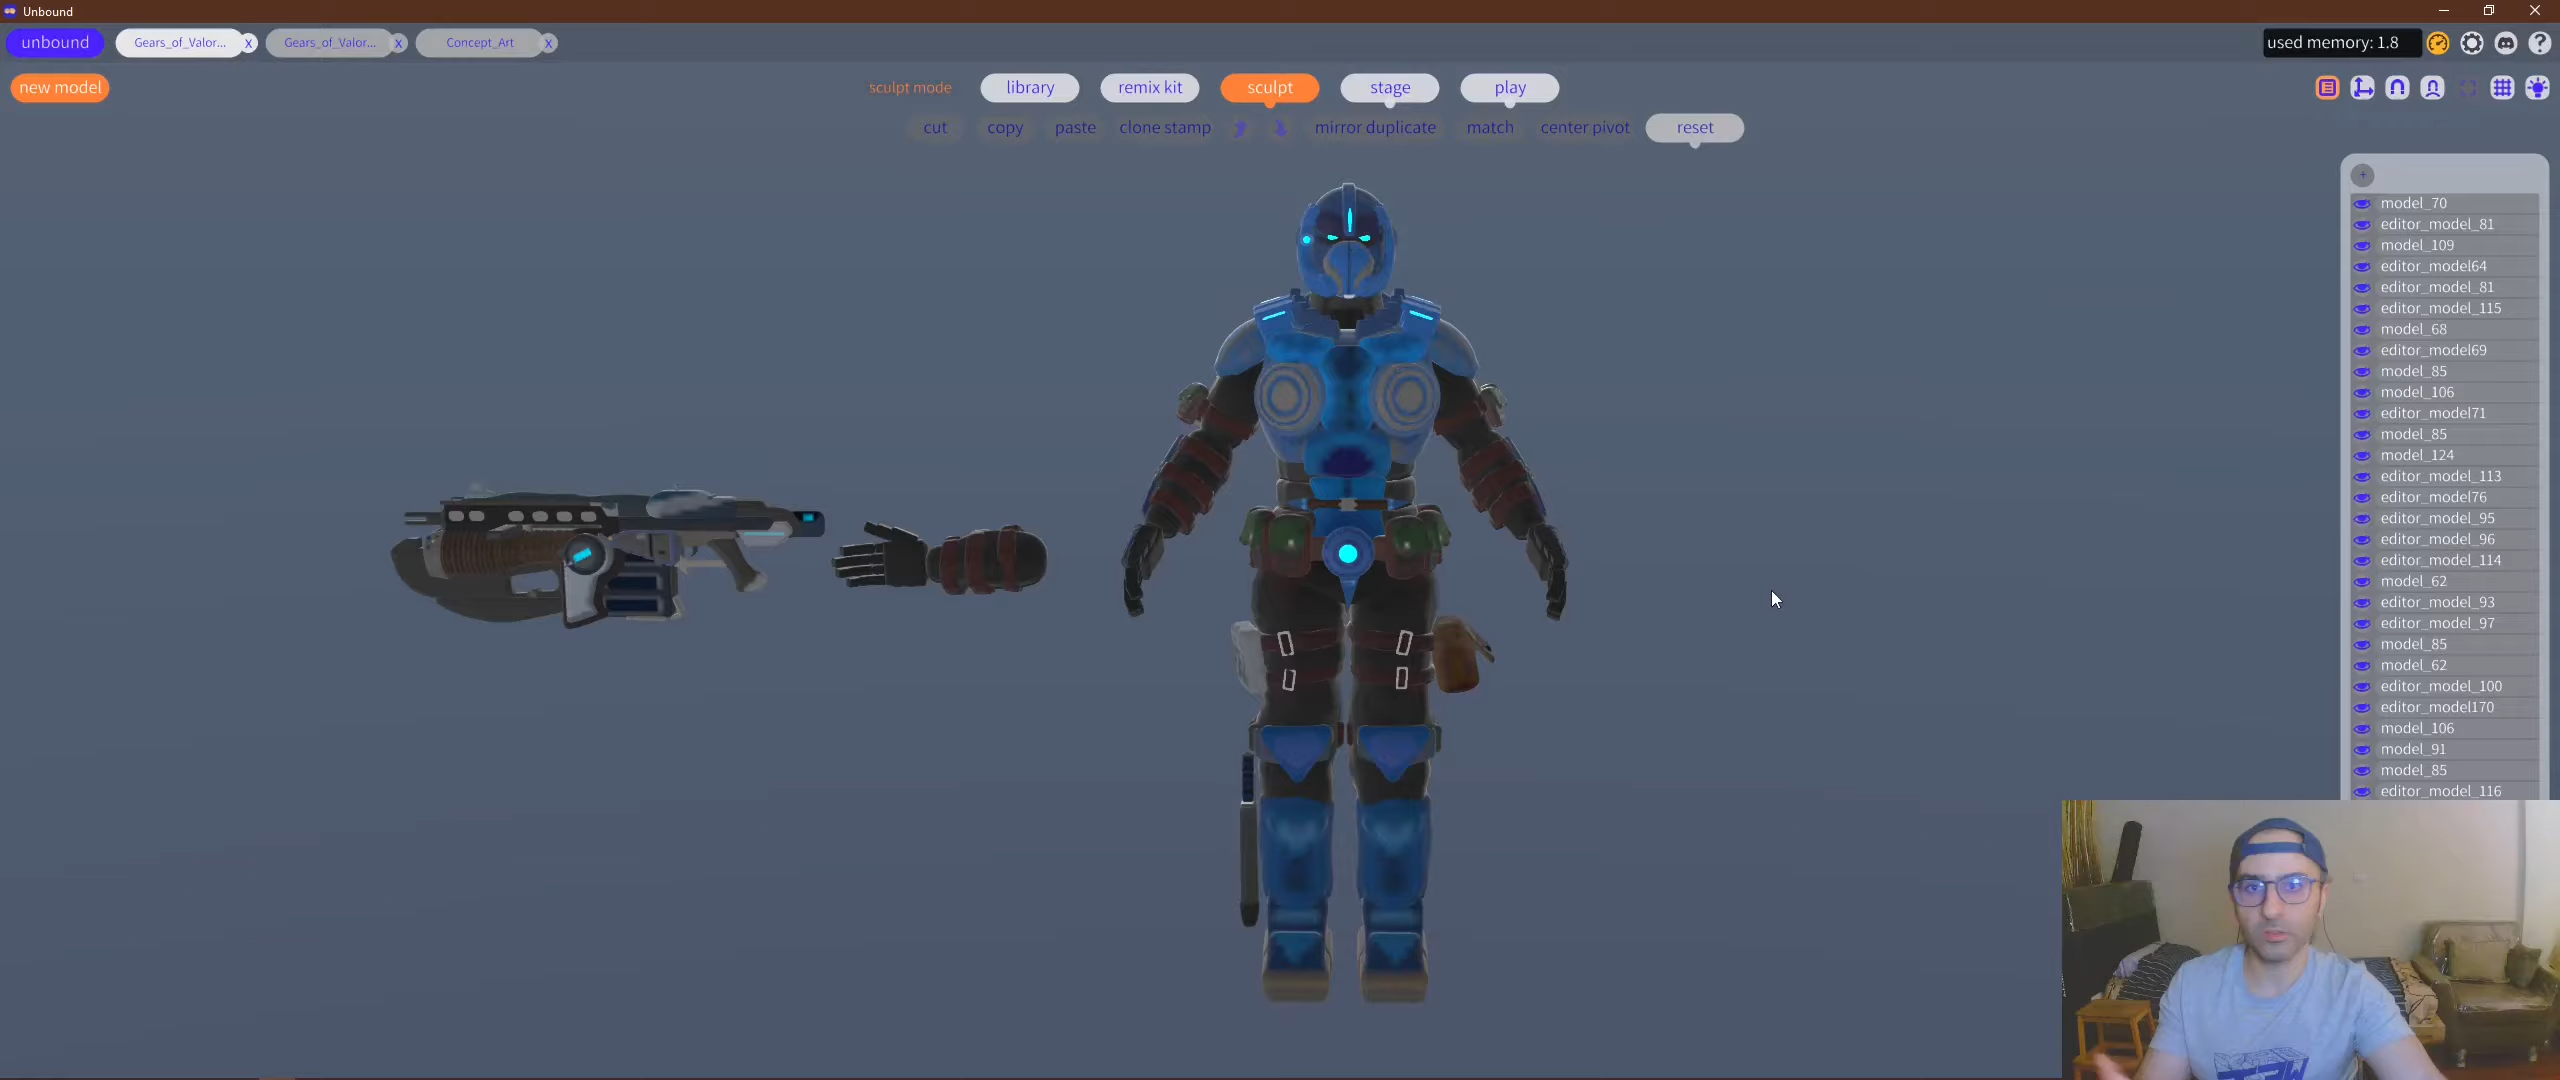 Unbound
unbound
Gears_of_Valor... X
Gears_of_Valor... X
Concept_Art X
used memory: 1.8
?
new model
sculpt mode
library
remix kit
sculpt
stage
play
cut
copy
paste
clone stamp
mirror duplicate
match
center pivot
reset
+
model_70
editor_model_81
model_109
editor_model64
editor_model_81
editor_model_115
model_68
editor_model69
model_85
model_106
editor_model71
model_85
model_124
editor_model_113
editor_model76
editor_model_95
editor_model_96
editor_model_114
model_62
editor_model_93
editor_model_97
model_85
model_62
editor_model_100
editor_model170
model_106
model_91
model_85
editor_model_116